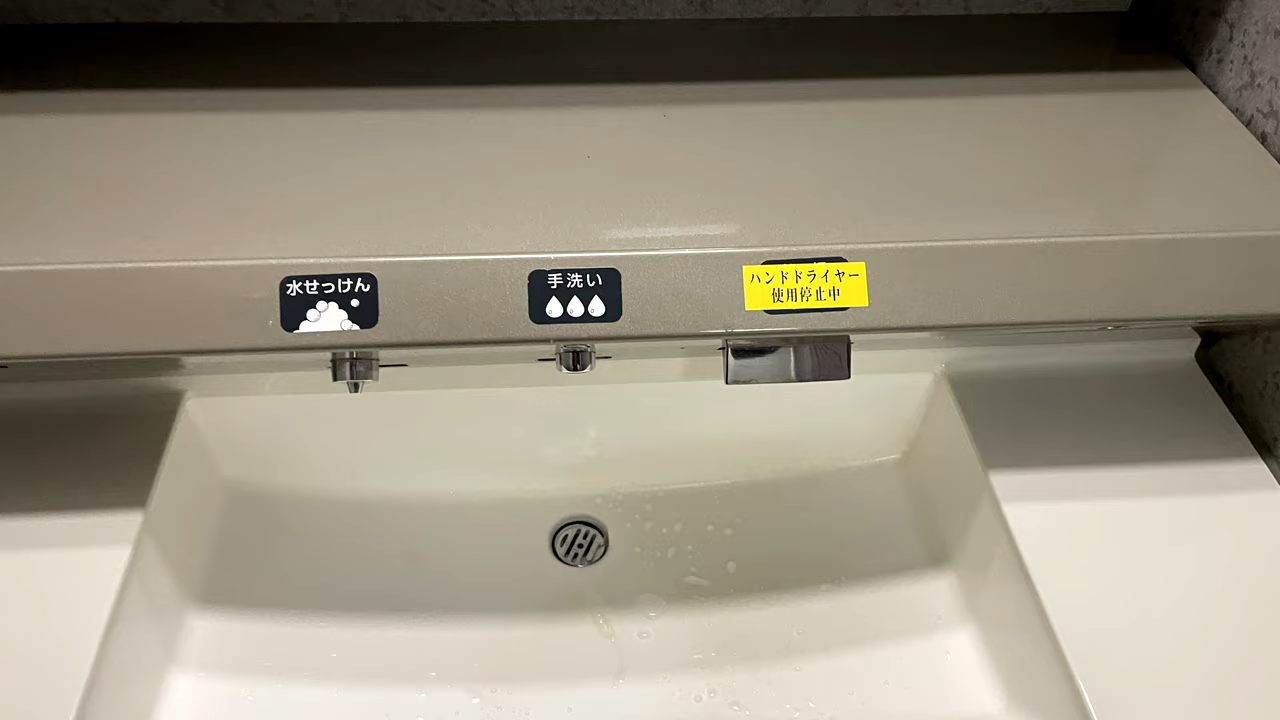 水せっけん
手洗い
ハンドドライヤー
使用停止中